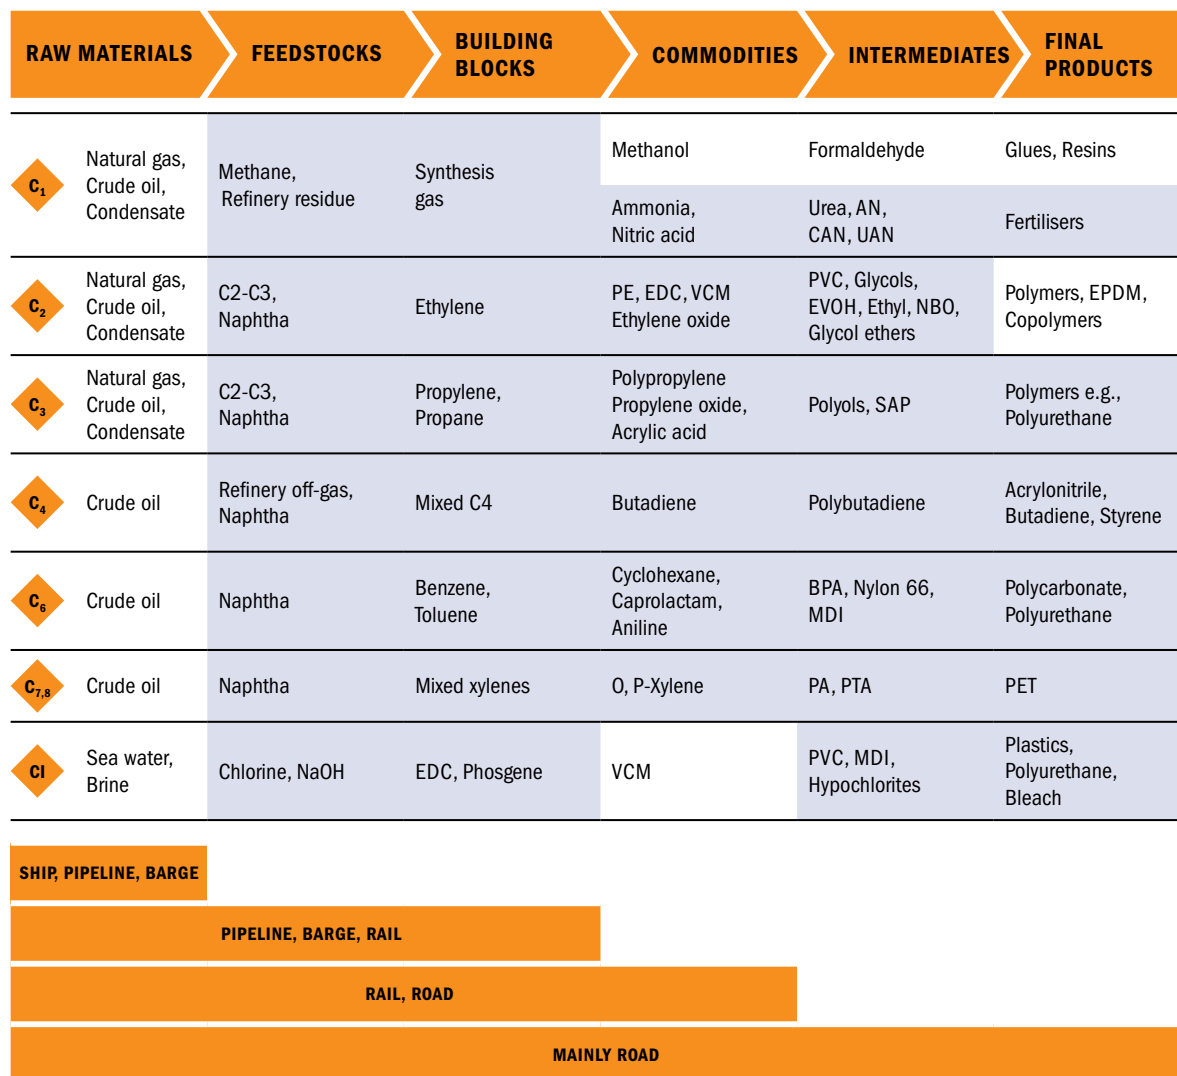 RAW MATERIALS
FEEDSTOCKS
BUILDING
BLOCKS
COMMODITIES
INTERMEDIATES
FINAL
PRODUCTS
C₁
Natural gas,
Crude oil,
Condensate
Methane,
Refinery residue
Synthesis
gas
Methanol
Formaldehyde
Glues, Resins
Ammonia,
Nitric acid
Urea, AN,
CAN, UAN
Fertilisers
C₂
Natural gas,
Crude oil,
Condensate
C2-C3,
Naphtha
Ethylene
PE, EDC, VCM
Ethylene oxide
PVC, Glycols,
EVOH, Ethyl, NBO,
Glycol ethers
Polymers, EPDM,
Copolymers
C₃
Natural gas,
Crude oil,
Condensate
C2-C3,
Naphtha
Propylene,
Propane
Polypropylene
Propylene oxide,
Acrylic acid
Polyols, SAP
Polymers e.g.,
Polyurethane
C₄
Crude oil
Refinery off-gas,
Naphtha
Mixed C4
Butadiene
Polybutadiene
Acrylonitrile,
Butadiene, Styrene
C₆
Crude oil
Naphtha
Benzene,
Toluene
Cyclohexane,
Caprolactam,
Aniline
BPA, Nylon 66,
MDI
Polycarbonate,
Polyurethane
C₇,₈
Crude oil
Naphtha
Mixed xylenes
O, P-Xylene
PA, PTA
PET
Cl
Sea water,
Brine
Chlorine, NaOH
EDC, Phosgene
VCM
PVC, MDI,
Hypochlorites
Plastics,
Polyurethane,
Bleach
SHIP, PIPELINE, BARGE
PIPELINE, BARGE, RAIL
RAIL, ROAD
MAINLY ROAD